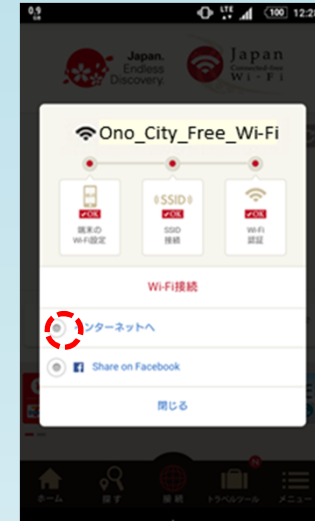 0.9
LTE
100
12:28
Japan.
Endless
Discovery.
Japan
Connected-free
Wi-Fi
Ono_City_Free_Wi-Fi
OK
端末の
Wi-Fi設定
SSID
OK
SSID
接続
OK
Wi-Fi
認証
Wi-Fi接続
ンターネットへ
Share on Facebook
閉じる
ホーム
探す
接続
トラベルツール
メニュー